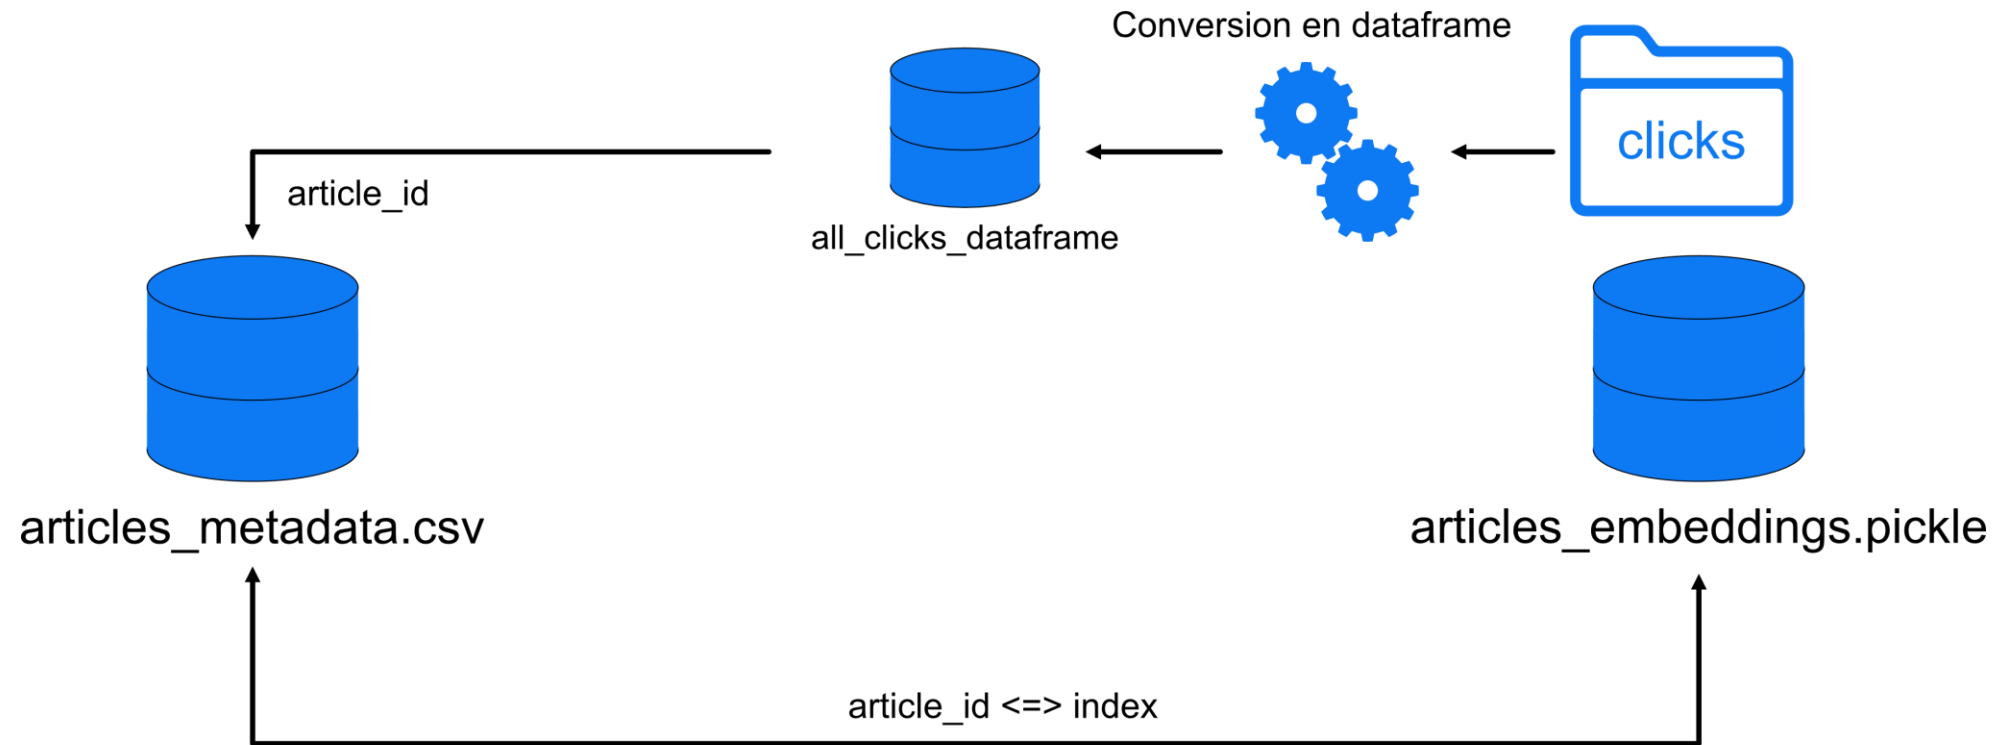 Conversion en dataframe
clicks
article_id
all_clicks_dataframe
articles_metadata.csv
articles_embeddings.pickle
article_id <=> index